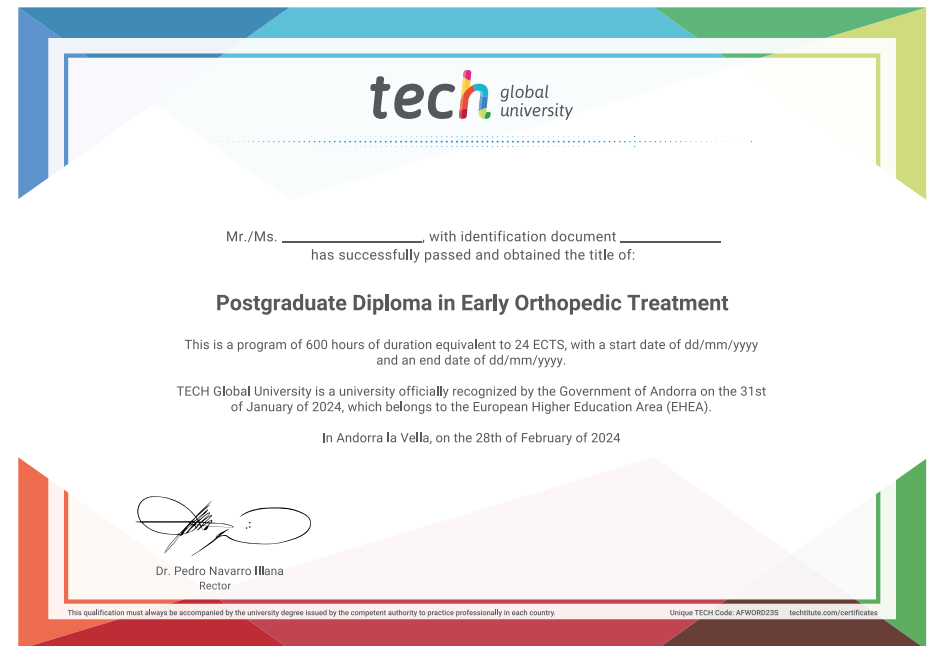 tech global university
Mr./Ms. ____________________, with identification document ______________
has successfully passed and obtained the title of:
Postgraduate Diploma in Early Orthopedic Treatment
This is a program of 600 hours of duration equivalent to 24 ECTS, with a start date of dd/mm/yyyy
and an end date of dd/mm/yyyy.
TECH Global University is a university officially recognized by the Government of Andorra on the 31st
of January of 2024, which belongs to the European Higher Education Area (EHEA).
In Andorra la Vella, on the 28th of February of 2024
Dr. Pedro Navarro Illana
Rector
This qualification must always be accompanied by the university degree issued by the competent authority to practice professionally in each country. Unique TECH Code: AFWORD23S techtitute.com/certificates